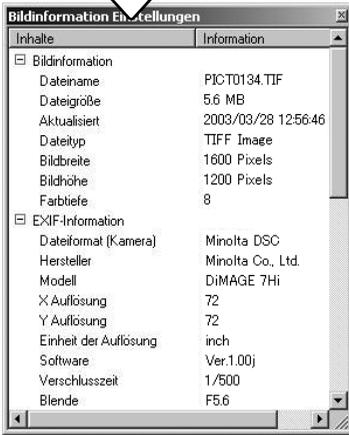 Bildinformation Einstellungen
Inhalte Information
Bildinformation
Dateiname PICT0134.TIF
Dateigröße 5.6 MB
Aktualisiert 2003/03/28 12:56:46
Dateityp TIFF Image
Bildbreite 1600 Pixels
Bildhöhe 1200 Pixels
Farbtiefe 8
EXIF-Information
Dateiformat (Kamera) Minolta DSC
Hersteller Minolta Co., Ltd.
Modell DiMAGE 7Hi
X Auflösung 72
Y Auflösung 72
Einheit der Auflösung inch
Software Ver.1.00j
Verschlusszeit 1/500
Blende F5.6